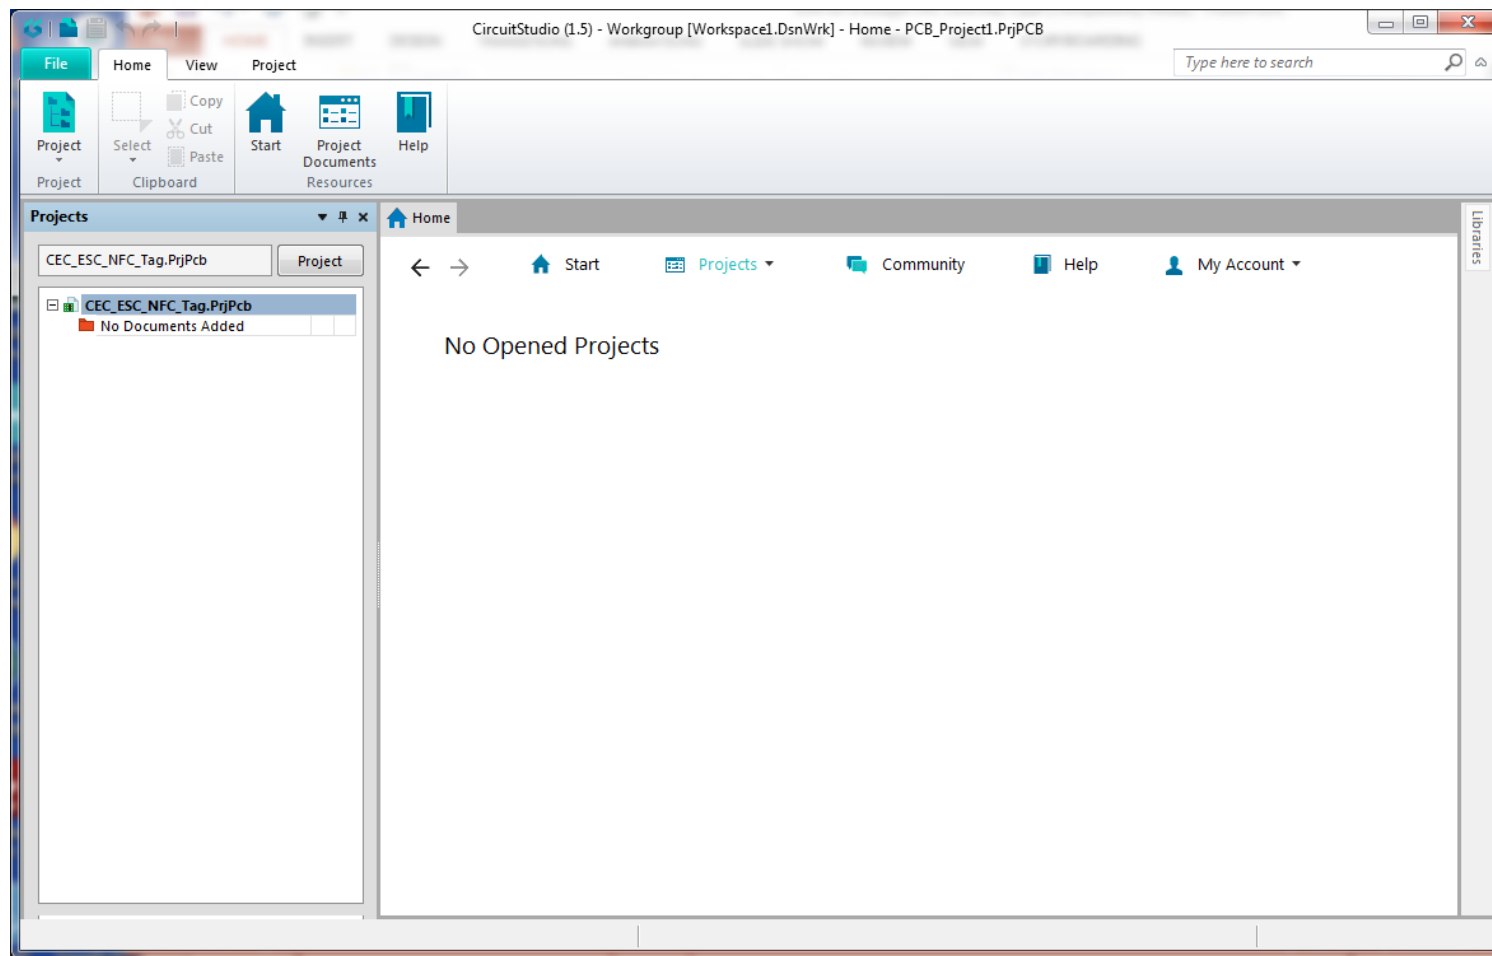 CircuitStudio (1.5) - Workgroup [Workspace1.DsnWrk] - Home - PCB_Project1.PrjPCB
File Home View Project
Type here to search
Project
Select
Copy
Cut
Paste
Start
Project Documents
Help
Project Clipboard Resources
Projects
Home
Libraries
CEC_ESC_NFC_Tag.PrjPcb Project
Start Projects Community Help My Account
CEC_ESC_NFC_Tag.PrjPcb
No Documents Added
No Opened Projects